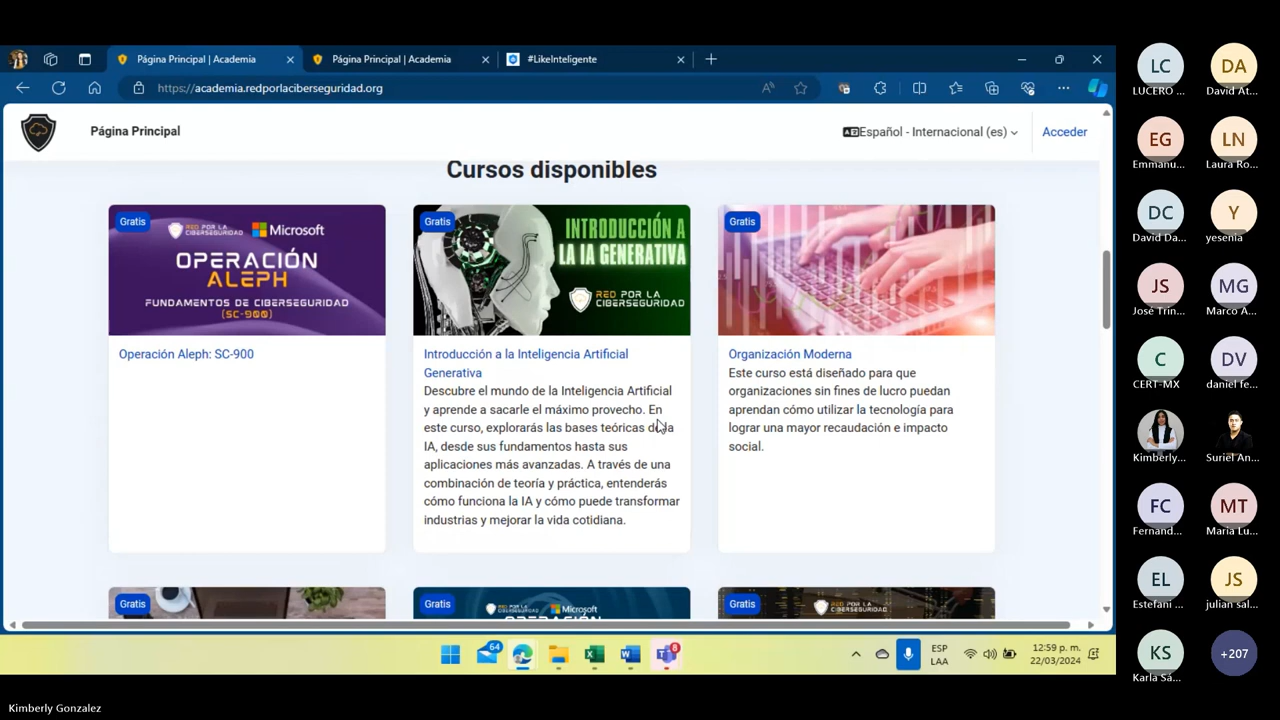 Página Principal | Academia
Página Principal | Academia
#LikeInteligente
https://academia.redporlaciberseguridad.org
Página Principal
Español - Internacional (es)
Acceder
Cursos disponibles
Gratis
RED POR LA CIBERSEGURIDAD
Microsoft
OPERACIÓN
ALEPH
FUNDAMENTOS DE CIBERSEGURIDAD
(SC-900)
Operación Aleph: SC-900
Gratis
INTRODUCCIÓN A
LA IA GENERATIVA
RED POR LA
CIBERSEGURIDAD
Introducción a la Inteligencia Artificial
Generativa
Descubre el mundo de la Inteligencia Artificial
y aprende a sacarle el máximo provecho. En
este curso, explorarás las bases teóricas de la
IA, desde sus fundamentos hasta sus
aplicaciones más avanzadas. A través de una
combinación de teoría y práctica, entenderás
cómo funciona la IA y cómo puede transformar
industrias y mejorar la vida cotidiana.
Gratis
Organización Moderna
Este curso está diseñado para que
organizaciones sin fines de lucro puedan
aprendan cómo utilizar la tecnología para
lograr una mayor recaudación e impacto
social.
Gratis
Gratis
RED POR LA
Microsoft
Gratis
RED POR LA
64
8
ESP
LAA
12:59 p. m.
22/03/2024
LC
LUCERO ...
DA
David At...
EG
Emmanu...
LN
Laura Ro...
DC
David Da...
Y
yesenia
JS
José Trin...
MG
Marco A...
C
CERT-MX
DV
daniel fe...
Kimberly...
Suriel An...
FC
Fernand...
MT
Maria Lu...
EL
Estefani ...
JS
julian sal...
KS
Karla Sá...
+207
Kimberly Gonzalez